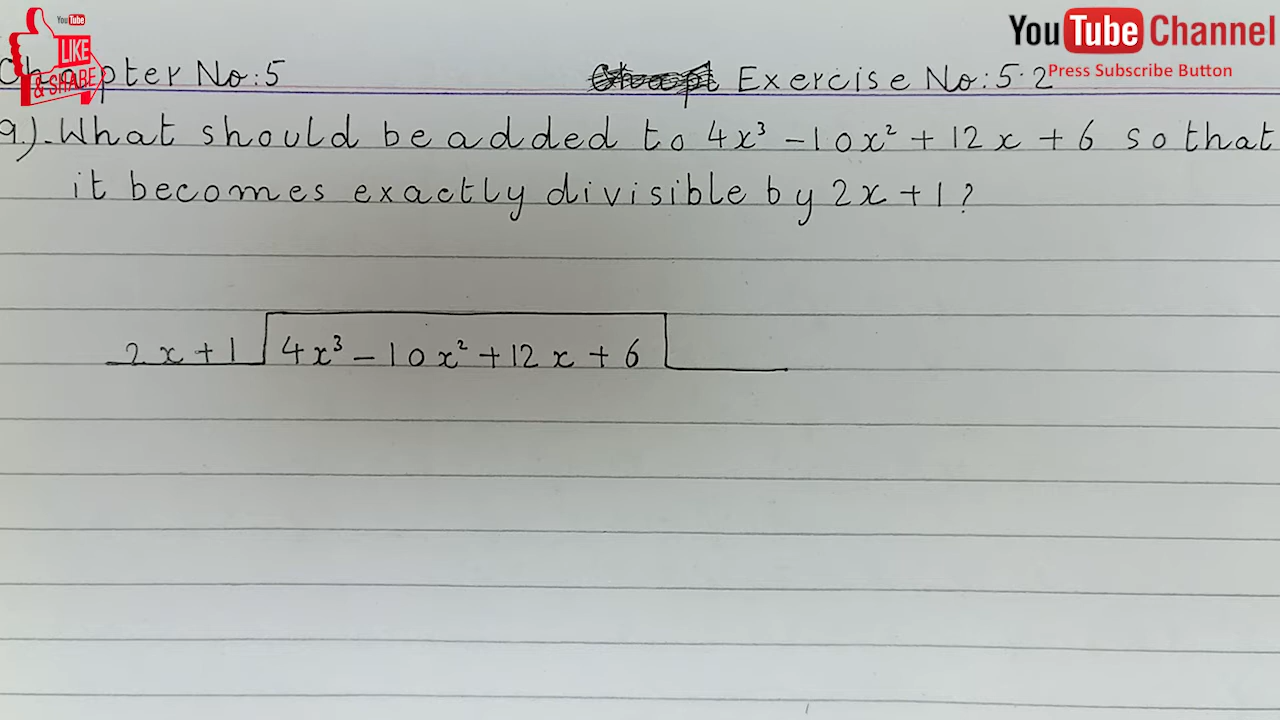 YouTube
LIKE
& SHARE
YouTube Channel
Press Subscribe Button
Chapter No:5 Exercise No:5.2
9.). What should be added to 4x³ - 10x² + 12x + 6 so that
it becomes exactly divisible by 2x + 1?
2x + 1 4x³ - 10x² + 12x + 6